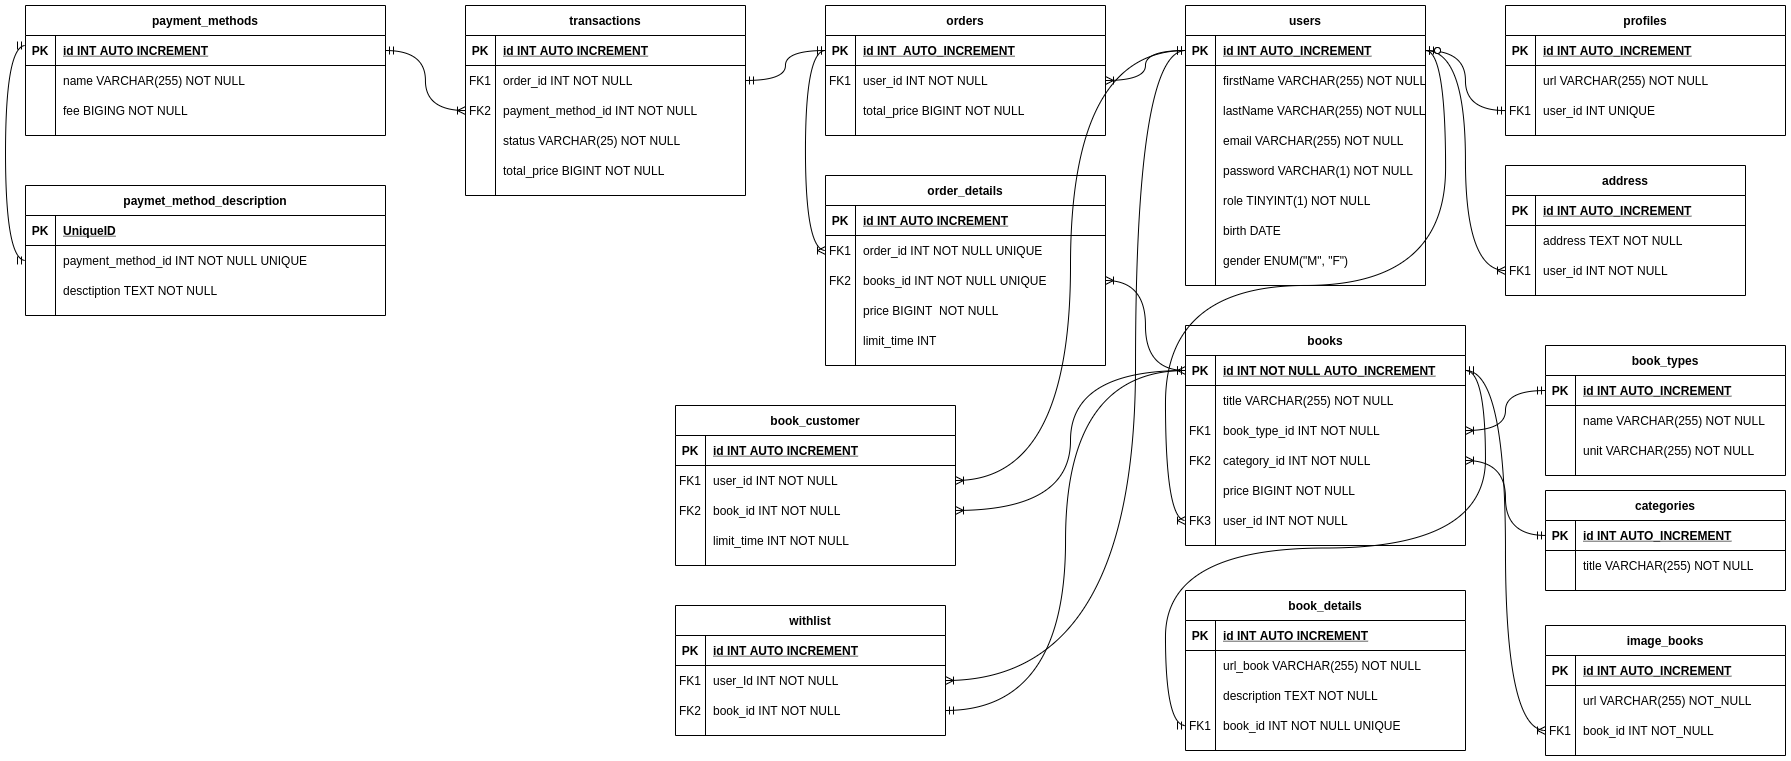 payment_methods
PK id INT AUTO INCREMENT
name VARCHAR(255) NOT NULL
fee BIGING NOT NULL
paymet_method_description
PK UniqueID
payment_method_id INT NOT NULL UNIQUE
desctiption TEXT NOT NULL
transactions
PK id INT AUTO INCREMENT
FK1 order_id INT NOT NULL
FK2 payment_method_id INT NOT NULL
status VARCHAR(25) NOT NULL
total_price BIGINT NOT NULL
orders
PK id INT AUTO_INCREMENT
FK1 user_id INT NOT NULL
total_price BIGINT NOT NULL
order_details
PK id INT AUTO INCREMENT
FK1 order_id INT NOT NULL UNIQUE
FK2 books_id INT NOT NULL UNIQUE
price BIGINT NOT NULL
limit_time INT
book_customer
PK id INT AUTO INCREMENT
FK1 user_id INT NOT NULL
FK2 book_id INT NOT NULL
limit_time INT NOT NULL
withlist
PK id INT AUTO INCREMENT
FK1 user_Id INT NOT NULL
FK2 book_id INT NOT NULL
users
PK id INT AUTO_INCREMENT
firstName VARCHAR(255) NOT NULL
lastName VARCHAR(255) NOT NULL
email VARCHAR(255) NOT NULL
password VARCHAR(1) NOT NULL
role TINYINT(1) NOT NULL
birth DATE
gender ENUM("M", "F")
books
PK id INT NOT NULL AUTO_INCREMENT
title VARCHAR(255) NOT NULL
FK1 book_type_id INT NOT NULL
FK2 category_id INT NOT NULL
price BIGINT NOT NULL
FK3 user_id INT NOT NULL
book_details
PK id INT AUTO INCREMENT
url_book VARCHAR(255) NOT NULL
description TEXT NOT NULL
FK1 book_id INT NOT NULL UNIQUE
profiles
PK id INT AUTO_INCREMENT
url VARCHAR(255) NOT NULL
FK1 user_id INT UNIQUE
address
PK id INT AUTO_INCREMENT
address TEXT NOT NULL
FK1 user_id INT NOT NULL
book_types
PK id INT AUTO_INCREMENT
name VARCHAR(255) NOT NULL
unit VARCHAR(255) NOT NULL
categories
PK id INT AUTO_INCREMENT
title VARCHAR(255) NOT NULL
image_books
PK id INT AUTO_INCREMENT
url VARCHAR(255) NOT_NULL
FK1 book_id INT NOT_NULL